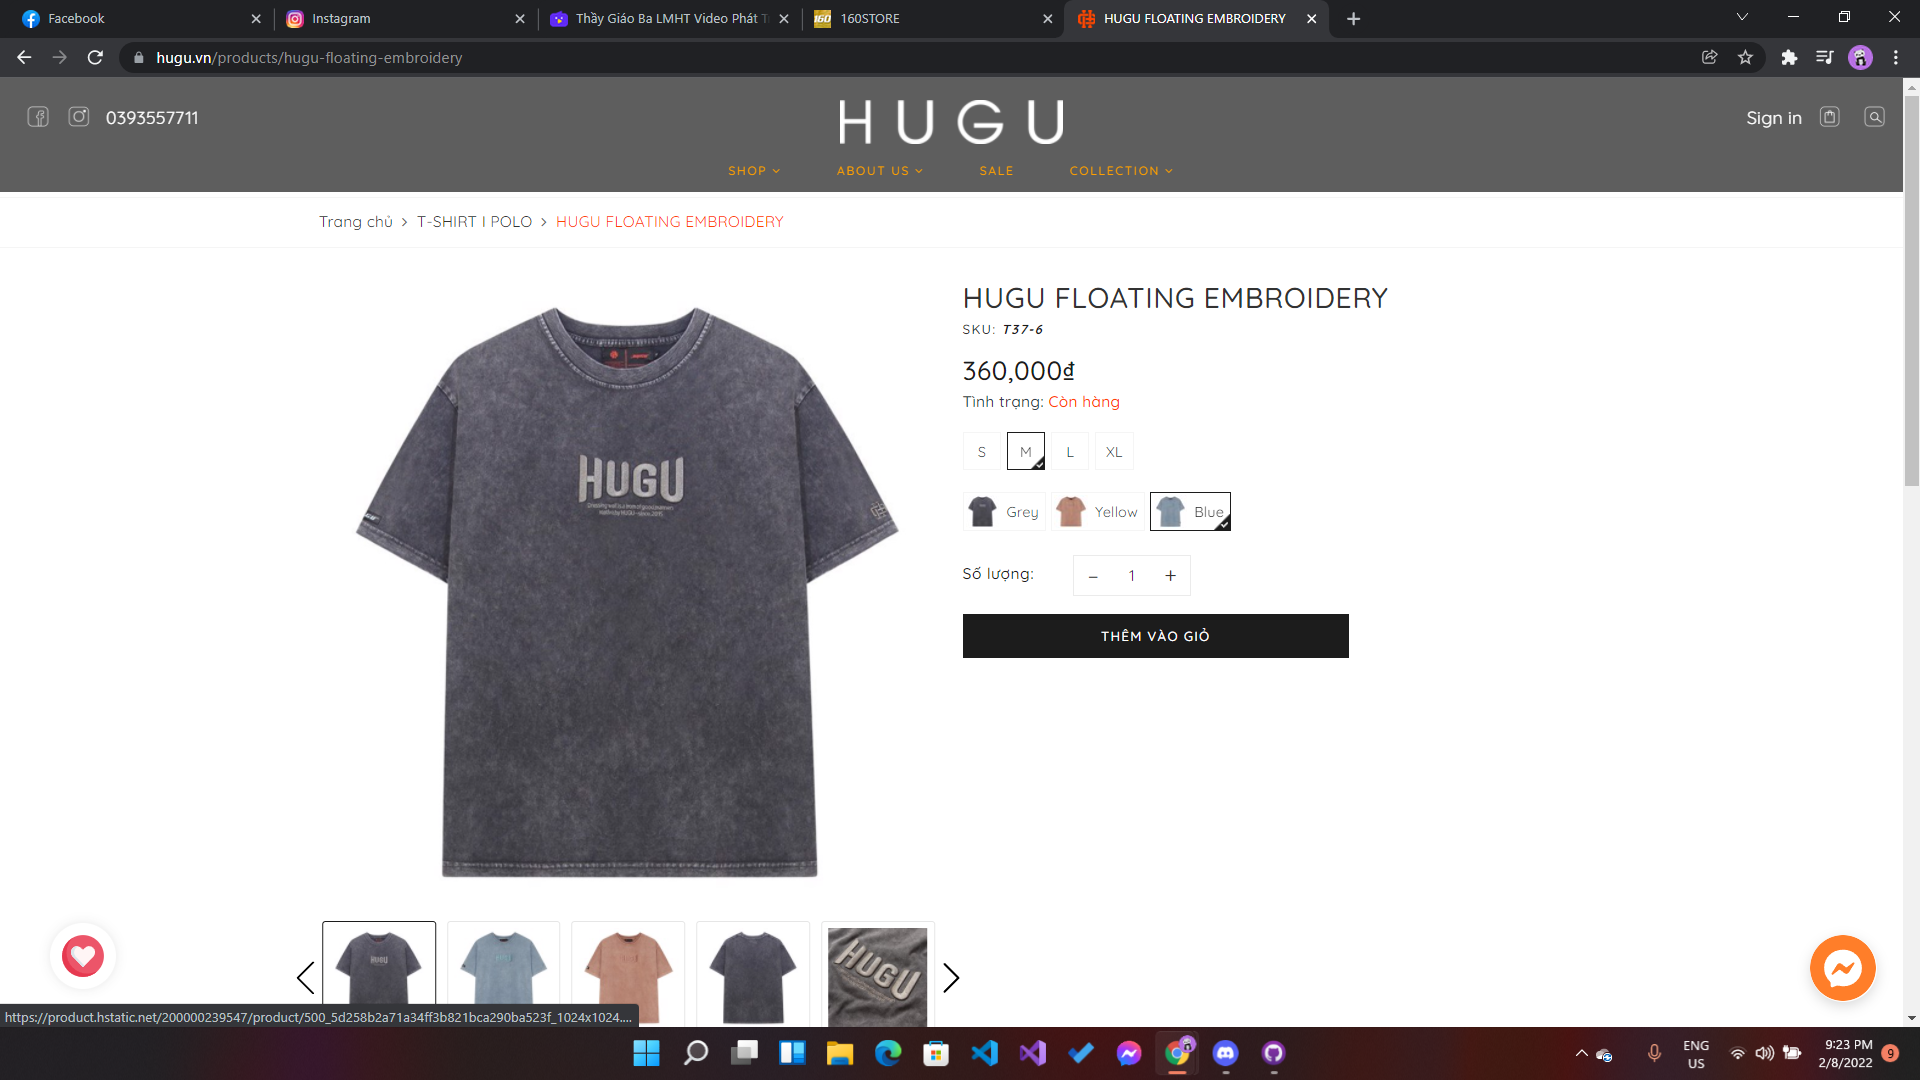 Facebook
Instagram
Thầy Giáo Ba LMHT Video Phát T
160STORE
HUGU FLOATING EMBROIDERY
hugu.vn/products/hugu-floating-embroidery
0393557711
HUGU
Sign in
SHOP
ABOUT US
SALE
COLLECTION
Trang chủ > T-SHIRT I POLO > HUGU FLOATING EMBROIDERY
HUGU FLOATING EMBROIDERY
SKU: T37-6
360,000₫
Tình trạng: Còn hàng
S
M
L
XL
Grey
Yellow
Blue
Số lượng:
– 1 +
THÊM VÀO GIỎ
HUGU
HUGU
HUGU
HUGU
https://product.hstatic.net/200000239547/product/500_5d258b2a71a34ff3b821bca290ba523f_1024x1024....
ENG
US
9:23 PM
2/8/2022
9